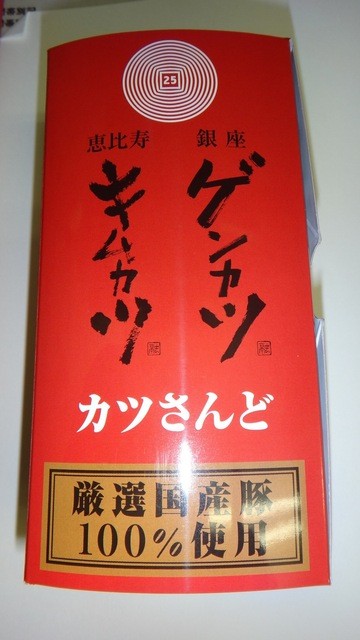 25
銀座
ゲンカツ
恵比寿
キムカツ
カツさんど
厳選国産豚
100%使用